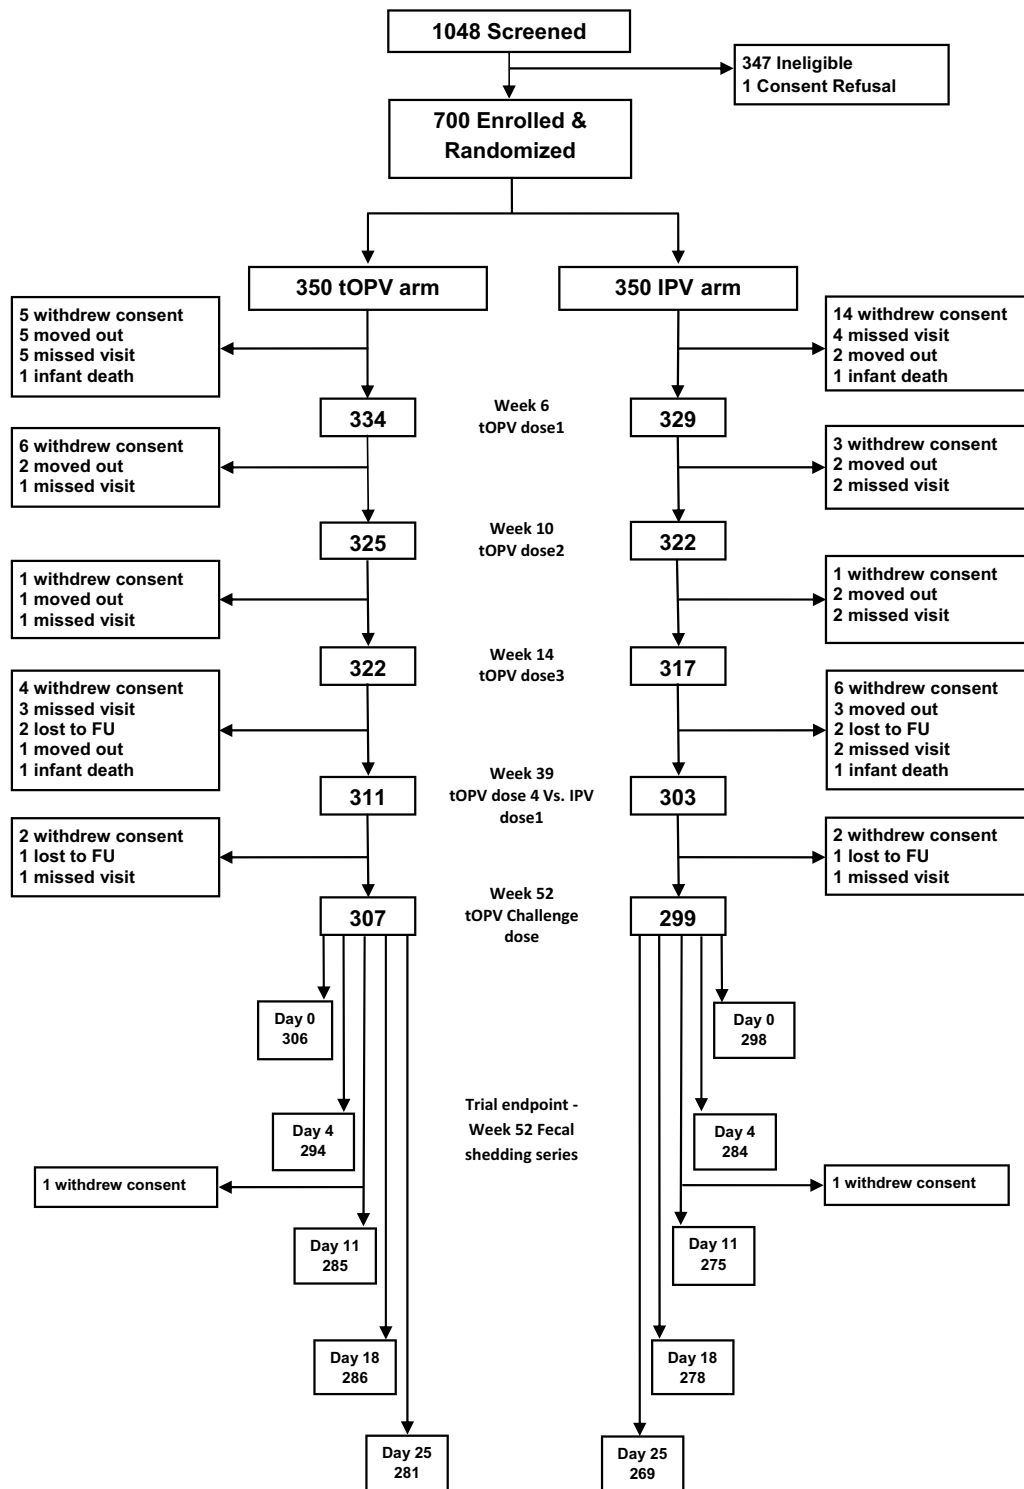 1048 Screened
347 Ineligible
1 Consent Refusal
700 Enrolled &
Randomized
350 tOPV arm
350 IPV arm
5 withdrew consent
5 moved out
5 missed visit
1 infant death
14 withdrew consent
4 missed visit
2 moved out
1 infant death
334
Week 6
tOPV dose1
329
6 withdrew consent
2 moved out
1 missed visit
3 withdrew consent
2 moved out
2 missed visit
325
Week 10
tOPV dose2
322
1 withdrew consent
1 moved out
1 missed visit
1 withdrew consent
2 moved out
2 missed visit
322
Week 14
tOPV dose3
317
4 withdrew consent
3 missed visit
2 lost to FU
1 moved out
1 infant death
6 withdrew consent
3 moved out
2 lost to FU
2 missed visit
1 infant death
311
Week 39
tOPV dose 4 Vs. IPV
dose1
303
2 withdrew consent
1 lost to FU
1 missed visit
2 withdrew consent
1 lost to FU
1 missed visit
307
Week 52
tOPV Challenge
dose
299
Day 0
306
Day 0
298
Day 4
294
Trial endpoint -
Week 52 Fecal
shedding series
Day 4
284
1 withdrew consent
1 withdrew consent
Day 11
285
Day 11
275
Day 18
286
Day 18
278
Day 25
281
Day 25
269